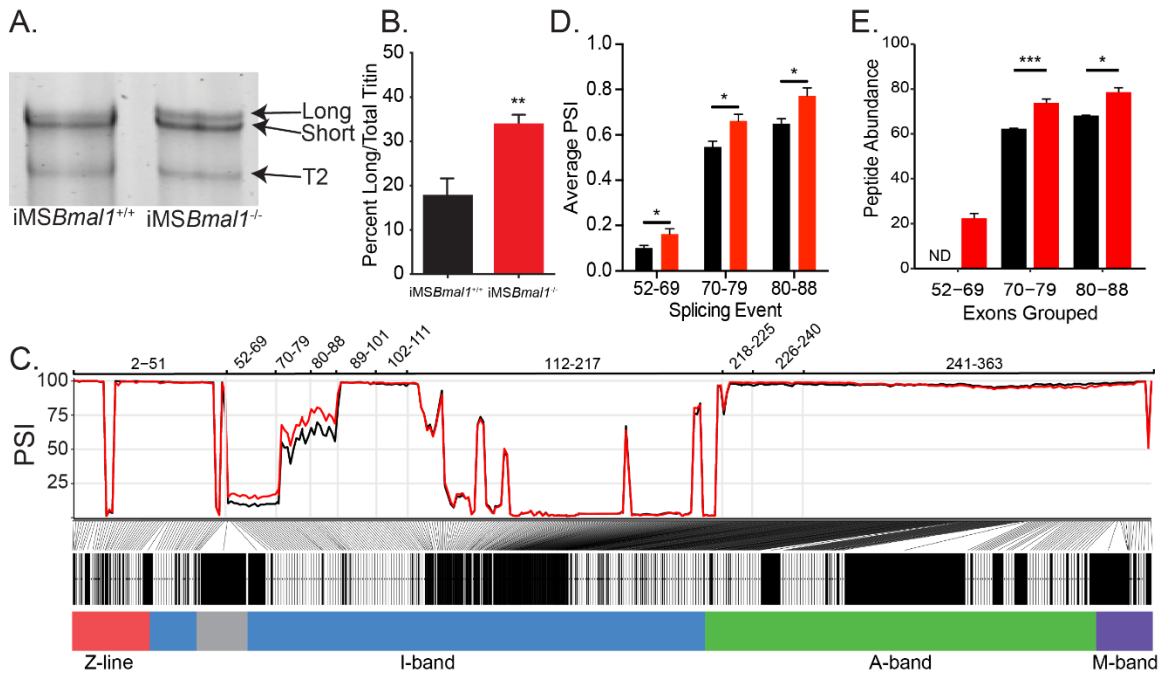 A.
Long
Short
T2
iMSBmal1+/+ iMSBmal1-/-
B.
Percent Long/Total Titin
50
40
30
20
10
0
**
iMSBmal1+/+ iMSBmal1-/-
D.
Average PSI
1.0
0.8
0.6
0.4
0.2
0.0
*
*
*
52-69 70-79 80-88
Splicing Event
E.
Peptide Abundance
100
80
60
40
20
0
ND
***
*
52−69 70−79 80−88
Exons Grouped
C.
2−51
52-69
70-79
80-88
89-101
102-111
112-217
218-225
226-240
241-363
PSI
100
75
50
25
Z-line
I-band
A-band
M-band